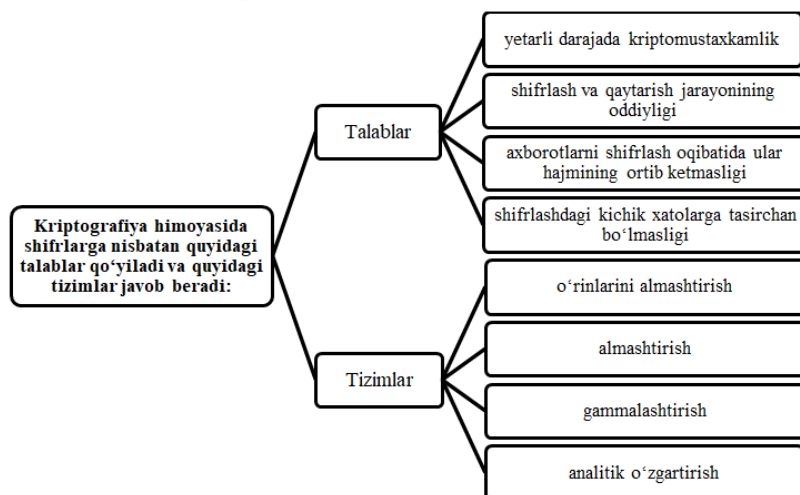 Kriptografiya himoyasida
shifrlarga nisbatan quyidagi
talablar qo‘yiladi va quyidagi
tizimlar javob beradi:
Talablar
yetarli darajada kriptomustaxkamlik
shifrlash va qaytarish jarayonining
oddiyligi
axborotlarni shifrlash oqibatida ular
hajmining ortib ketmasligi
shifrlashdagi kichik xatolarga tasirchan
bo‘lmasligi
Tizimlar
o‘rinlarini almashtirish
almashtirish
gammalashtirish
analitik o‘zgartirish